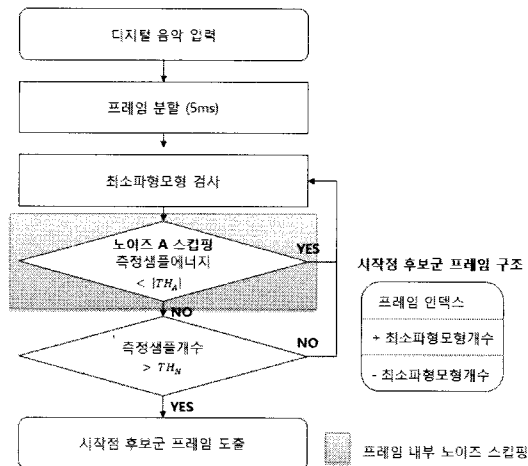 디지털 음악 입력
프레임 분할 (5ms)
최소파형모형 검사
노이즈 A 스킵핑
측정샘플에너지
< |TH_A|
YES
NO
측정샘플개수
> TH_N
NO
YES
시작점 후보군 프레임 도출
시작점 후보군 프레임 구조
프레임 인덱스
+ 최소파형모형개수
- 최소파형모형개수
프레임 내부 노이즈 스킵핑